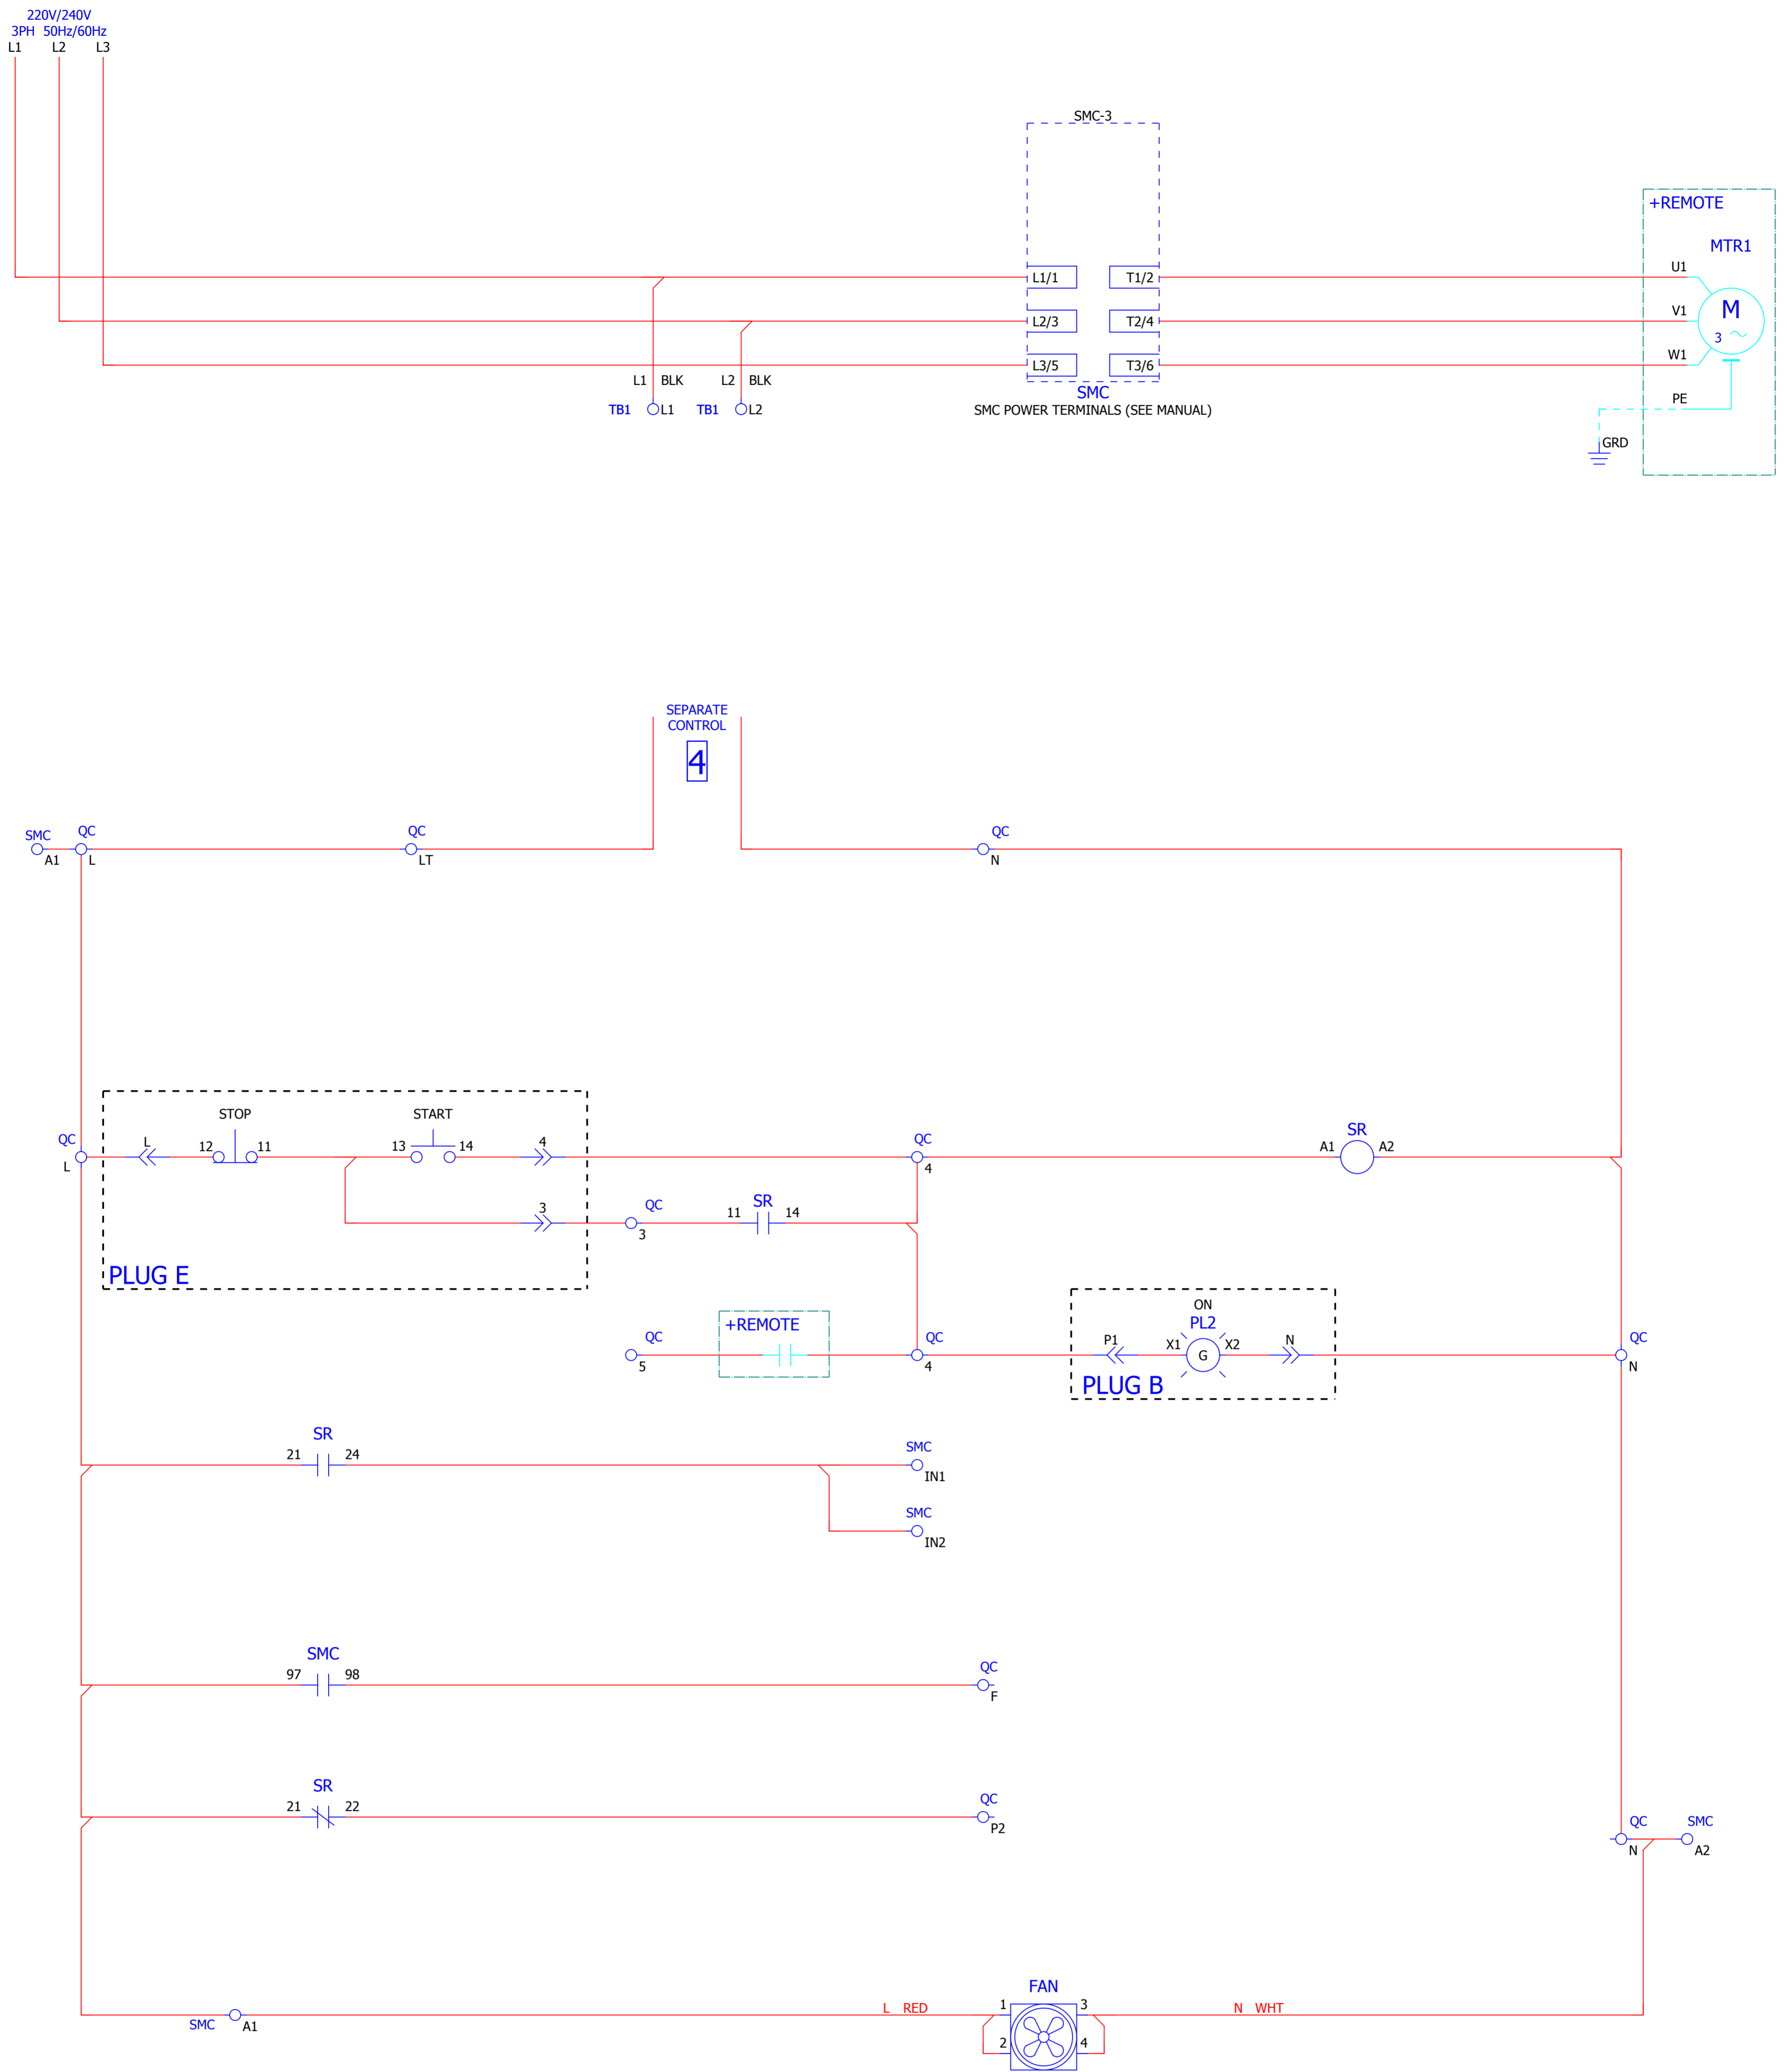 220V/240V
3PH 50Hz/60Hz
L1 L2 L3
SMC-3
+REMOTE
MTR1
L1/1 T1/2 U1
L2/3 T2/4 V1 M
3
L3/5 T3/6 W1
L1 BLK L2 BLK
SMC
PE
TB1 L1 TB1 L2
SMC POWER TERMINALS (SEE MANUAL)
GRD
SEPARATE
CONTROL
4
SMC QC QC QC
A1 L LT N
STOP START
QC L 12 11 13 14 4 QC A1 SR A2
L 4
3 QC 11 SR 14
3
PLUG E
ON
+REMOTE PL2
QC QC P1 X1 G X2 N QC
5 4 N
PLUG B
SR SMC
21 24
IN1
SMC
IN2
SMC QC
97 98
F
SR QC
21 22
P2
QC SMC
N A2
FAN
L RED 1 3 N WHT
SMC A1
2 4